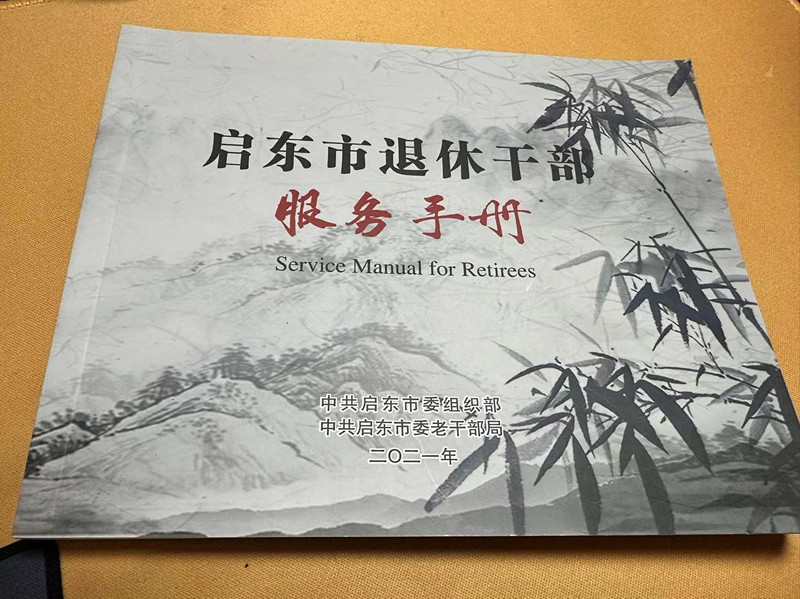 启东市退休干部
服务手册
Service Manual for Retirees
中共启东市委组织部
中共启东市委老干部局
二〇二一年